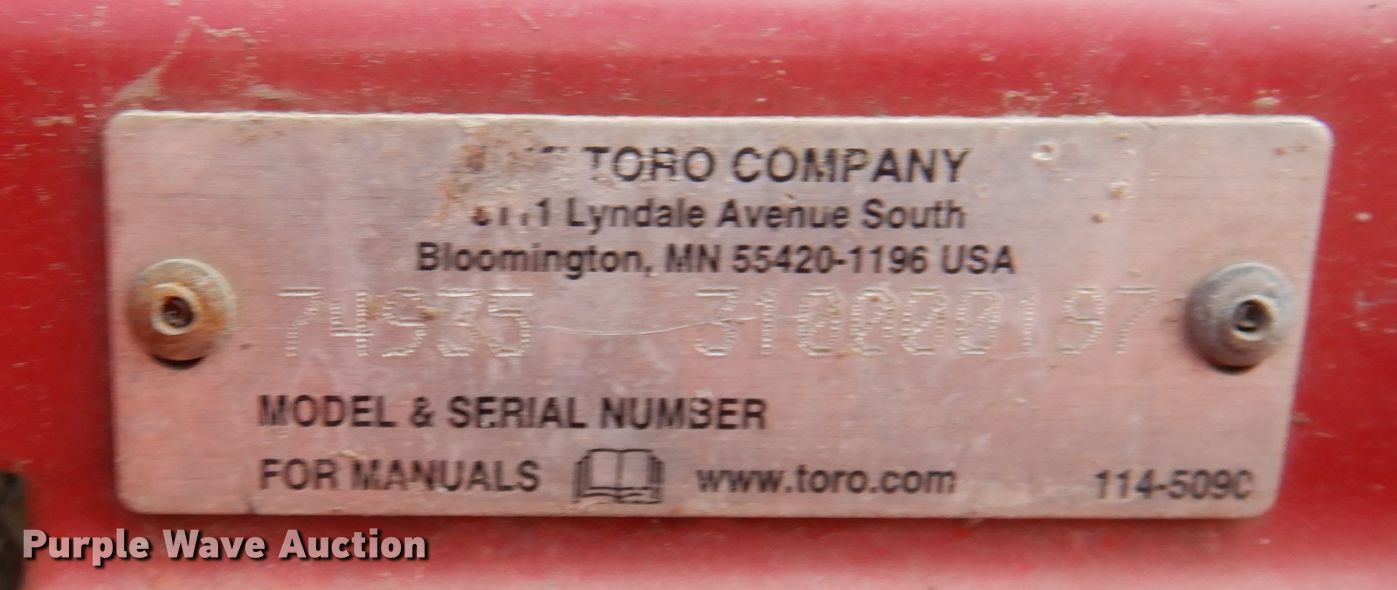 TORO COMPANY
Lyndale Avenue South
Bloomington, MN 55420-1196 USA
74935 310000197
MODEL & SERIAL NUMBER
FOR MANUALS www.toro.com
114-5090
Purple Wave Auction